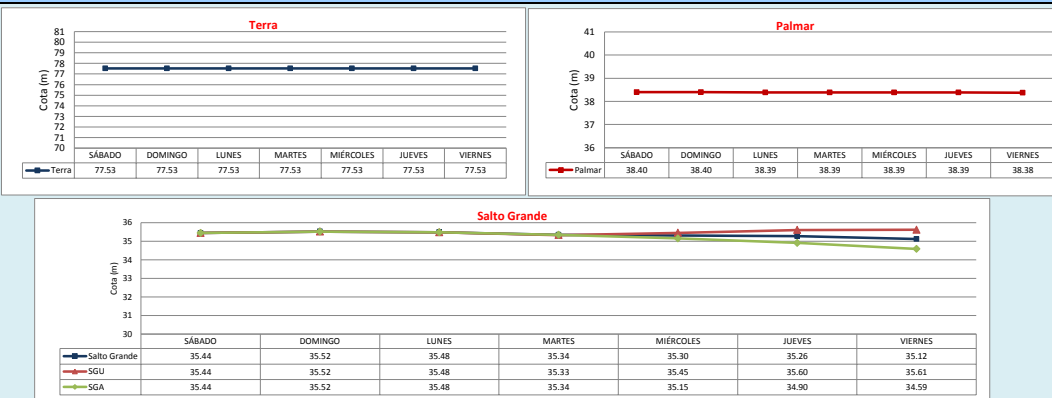 Terra
81
80
79
78
77
76
75
74
73
72
71
70
Cota (m)
SÁBADO DOMINGO LUNES MARTES MIÉRCOLES JUEVES VIERNES
Terra 77.53 77.53 77.53 77.53 77.53 77.53 77.53
Palmar
41
40
39
38
37
36
Cota (m)
SÁBADO DOMINGO LUNES MARTES MIÉRCOLES JUEVES VIERNES
Palmar 38.40 38.40 38.39 38.39 38.39 38.39 38.38
Salto Grande
36
35
34
33
32
31
30
Cota (m)
SÁBADO DOMINGO LUNES MARTES MIÉRCOLES JUEVES VIERNES
Salto Grande 35.44 35.52 35.48 35.34 35.30 35.26 35.12
SGU 35.44 35.52 35.48 35.33 35.45 35.60 35.61
SGA 35.44 35.52 35.48 35.34 35.15 34.90 34.59